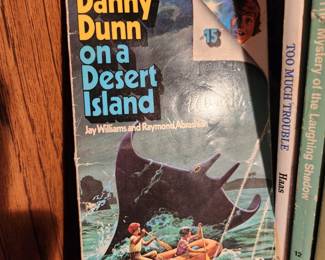 Danny
Dunn
on a
Desert
Island
15
Jay Williams and Raymond Abrashkin
TOO MUCH TROUBLE
Haas
Mystery of the Laughing Shadow
12